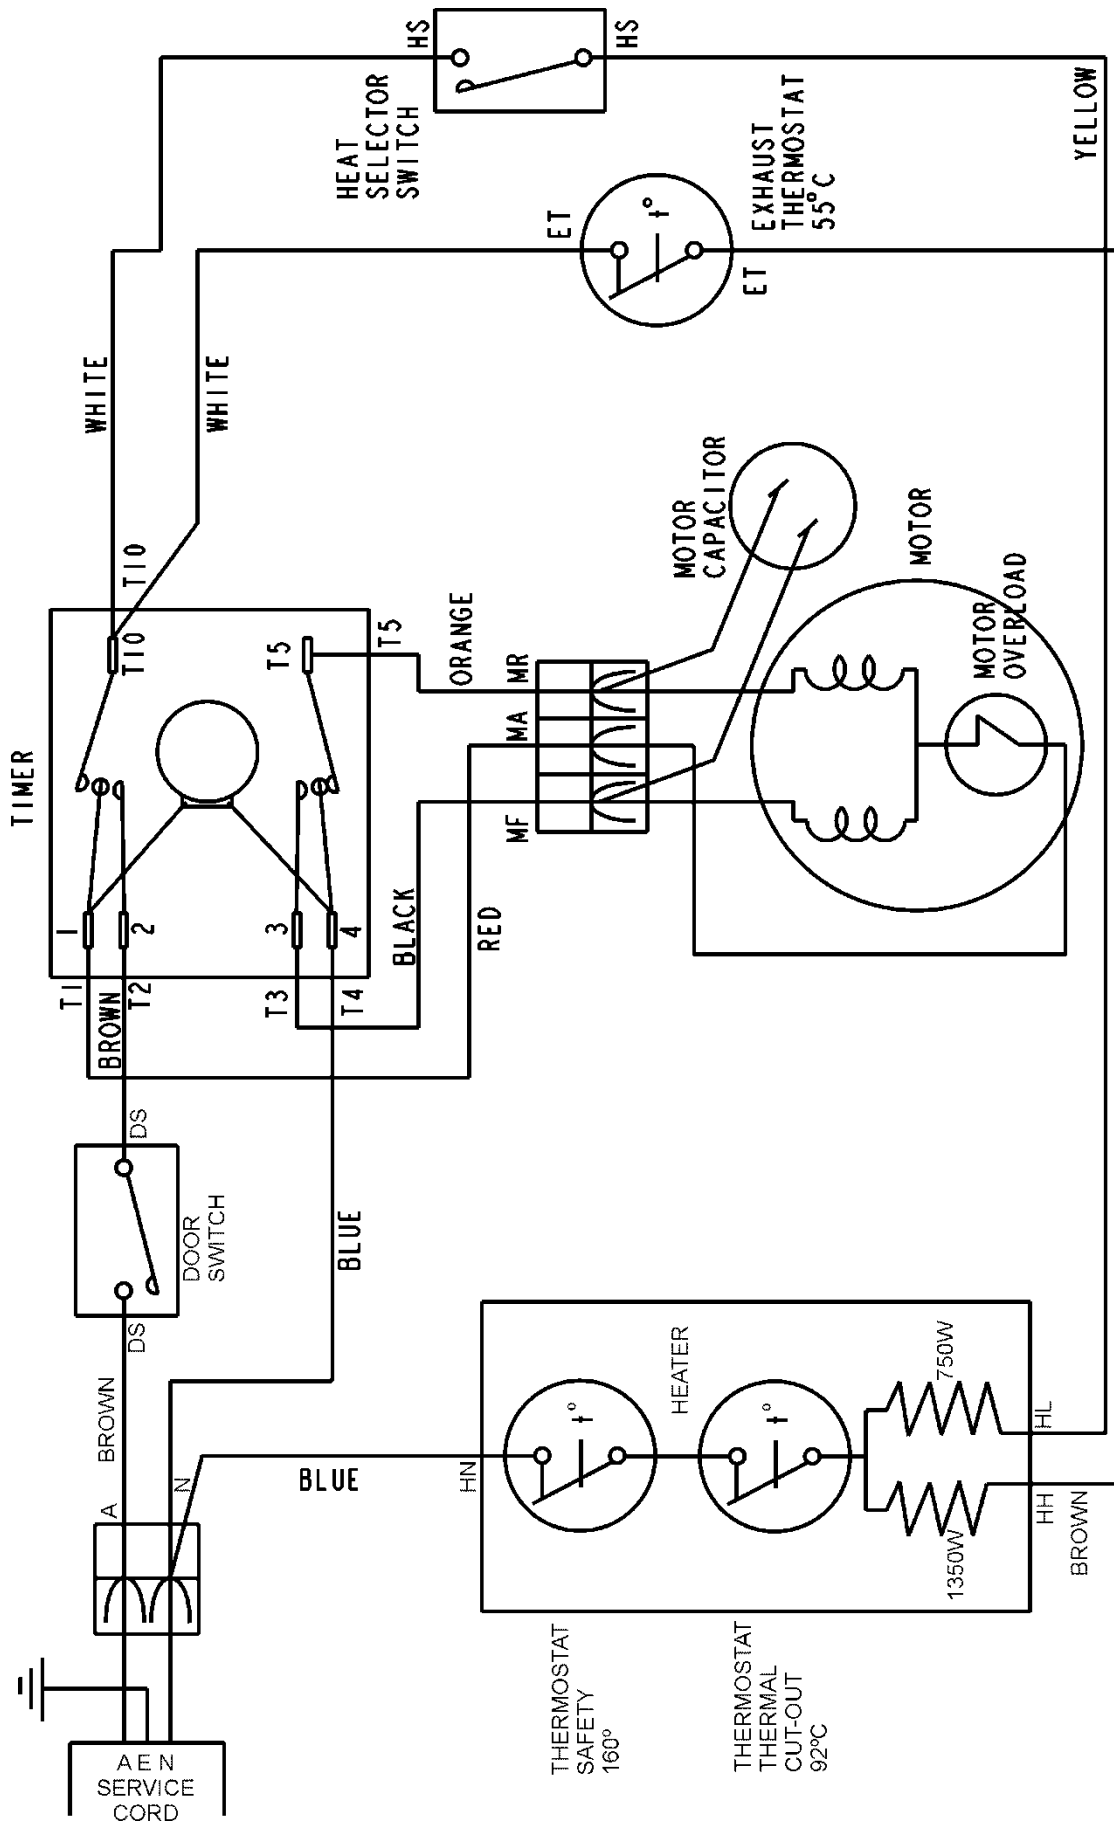 HS
HS
HEAT
SELECTOR
SWITCH
YELLOW
EXHAUST
THERMOSTAT
55°C
ET
ET
t°
WHITE
WHITE
T10
T10
TIMER
T5
T5
ORANGE
MOTOR
CAPACITOR
MOTOR
MOTOR
OVERLOAD
MR
MA
MF
1
2
3
4
T1
T2
T3
T4
BROWN
BLACK
RED
DS
DOOR
SWITCH
DS
BLUE
BROWN
A
N
BLUE
HN
HEATER
t°
t°
750W
1350W
HL
HH
BROWN
THERMOSTAT
SAFETY
160º
THERMOSTAT
THERMAL
CUT-OUT
92ºC
A E N
SERVICE
CORD